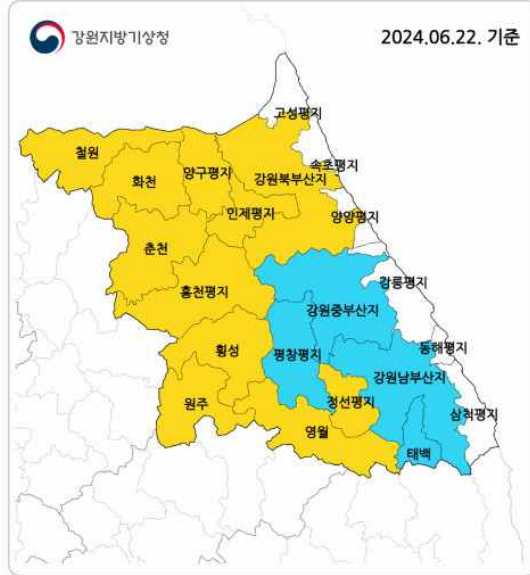 강원지방기상청
2024.06.22. 기준
고성평지
철원
양구평지
속초평지
화천
강원북부산지
인제평지
양양평지
춘천
강릉평지
홍천평지
강원중부산지
횡성
평창평지
동해평지
강원남부산지
원주
정선평지
삼척평지
영월
태백